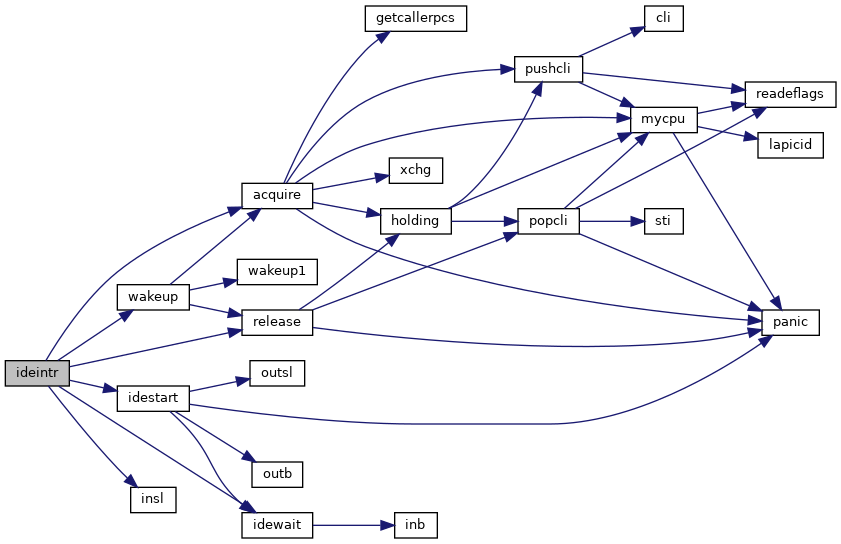 getcallerpcs
cli
pushcli
readeflags
mycpu
lapicid
xchg
acquire
holding
popcli
sti
wakeup1
wakeup
release
panic
ideintr
outsl
idestart
outb
insl
idewait
inb